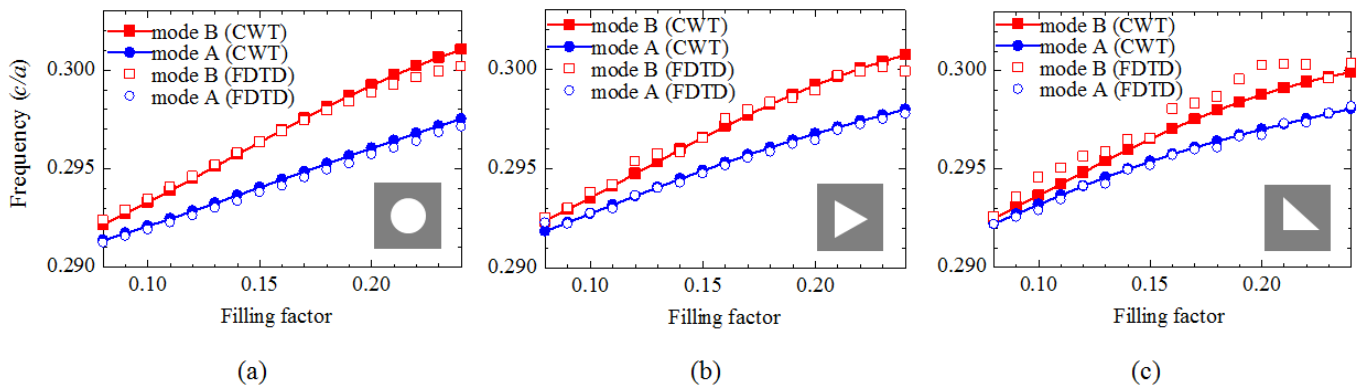 mode B (CWT)
mode A (CWT)
mode B (FDTD)
mode A (FDTD)
0.300
0.295
0.290
Frequency (c/a)
0.10 0.15 0.20
Filling factor
(a)
mode B (CWT)
mode A (CWT)
mode B (FDTD)
mode A (FDTD)
0.300
0.295
0.290
0.10 0.15 0.20
Filling factor
(b)
mode B (CWT)
mode A (CWT)
mode B (FDTD)
mode A (FDTD)
0.300
0.295
0.290
0.10 0.15 0.20
Filling factor
(c)